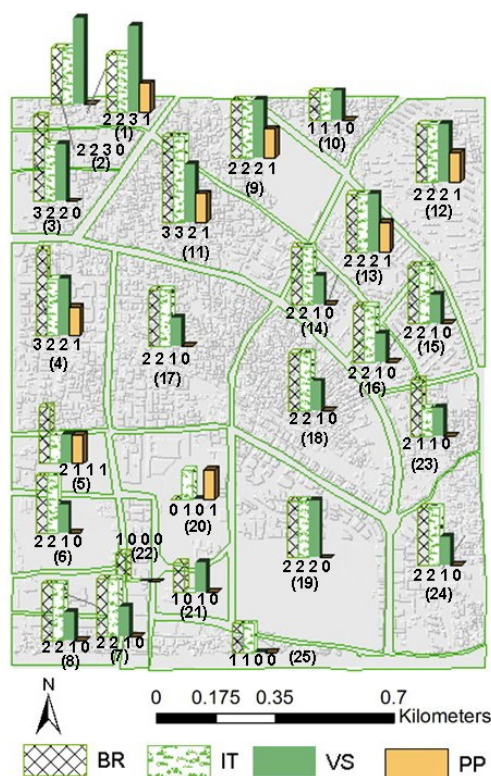 2 2 3 1
(1)
2 2 3 0
(2)
1 1 1 0
(10)
2 2 2 1
(9)
2 2 2 1
(12)
3 2 2 0
(3)
3 3 2 1
(11)
2 2 2 1
(13)
2 2 1 0
(14)
2 2 1 0
(15)
3 2 2 1
(4)
2 2 1 0
(17)
2 2 1 0
(16)
2 2 1 0
(18)
2 1 1 0
(23)
2 1 1 1
(5)
0 1 0 1
(20)
2 2 1 0
(6)
1 0 0 0
(22)
2 2 2 0
(19)
2 2 1 0
(24)
1 0 1 0
(21)
2 2 1 0
(8)
2 2 1 0
(7)
1 1 0 0
(25)
N
0 0.175 0.35 0.7
Kilometers
BR IT VS PP